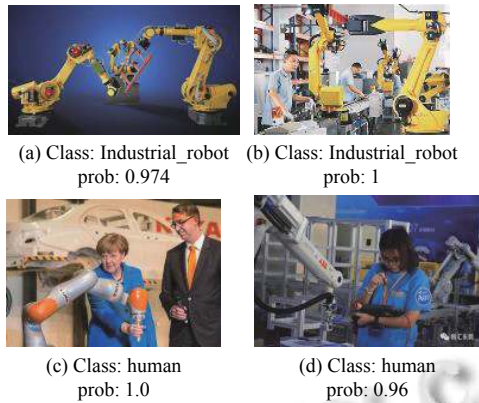 (a) Class: Industrial_robot
prob: 0.974
(b) Class: Industrial_robot
prob: 1
ABB
(c) Class: human
prob: 1.0
(d) Class: human
prob: 0.96